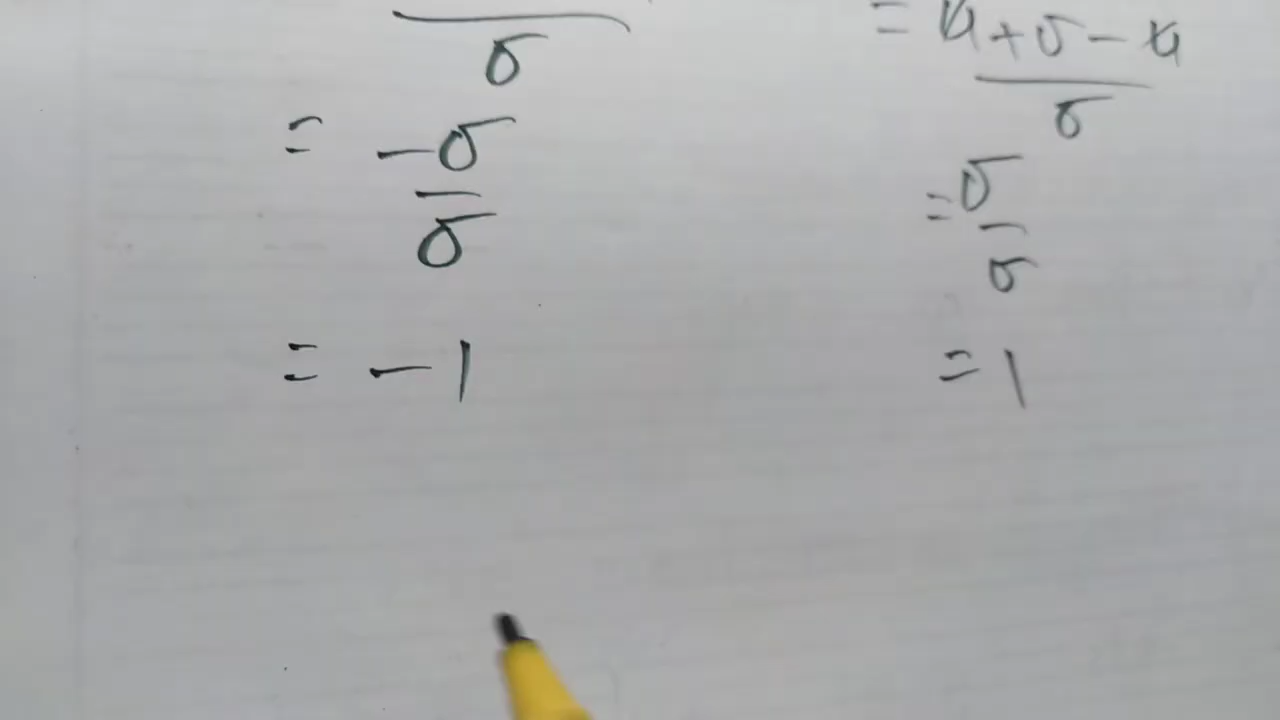 σ
= -σ
σ
= -1
= μ + σ - μ
σ
= σ
σ
= 1